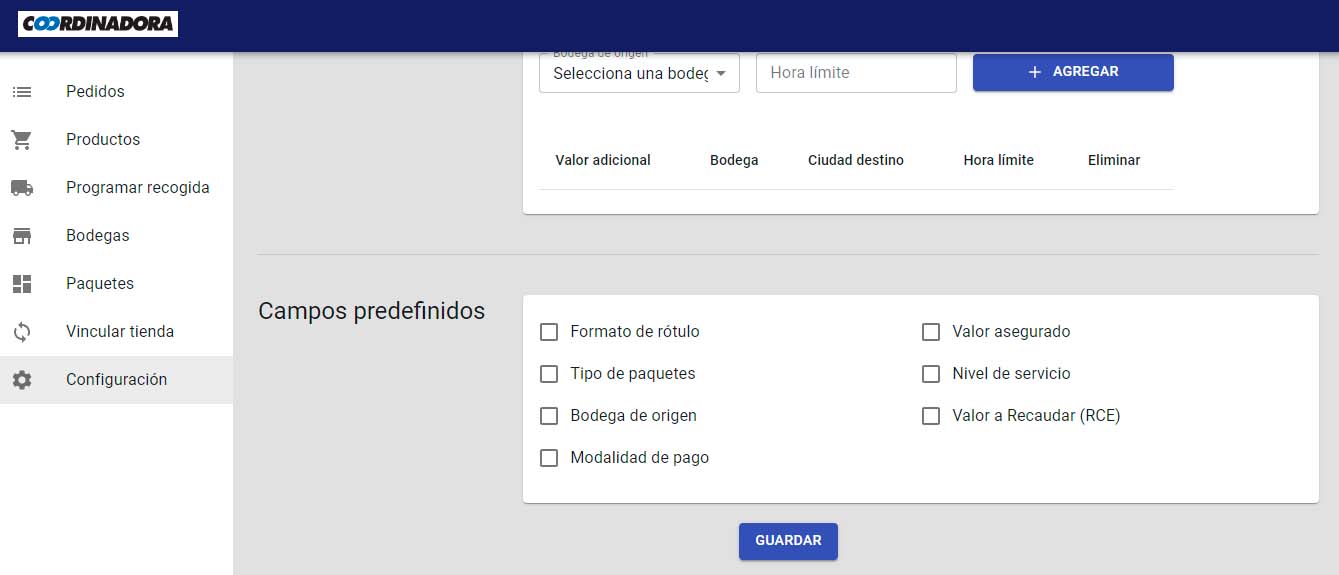 COORDINADORA
Pedidos
Productos
Programar recogida
Bodegas
Paquetes
Vincular tienda
Configuración
Bodega de origen
Selecciona una bodeg
Hora límite
+ AGREGAR
Valor adicional Bodega Ciudad destino Hora límite Eliminar
Campos predefinidos
Formato de rótulo
Tipo de paquetes
Bodega de origen
Modalidad de pago
Valor asegurado
Nivel de servicio
Valor a Recaudar (RCE)
GUARDAR